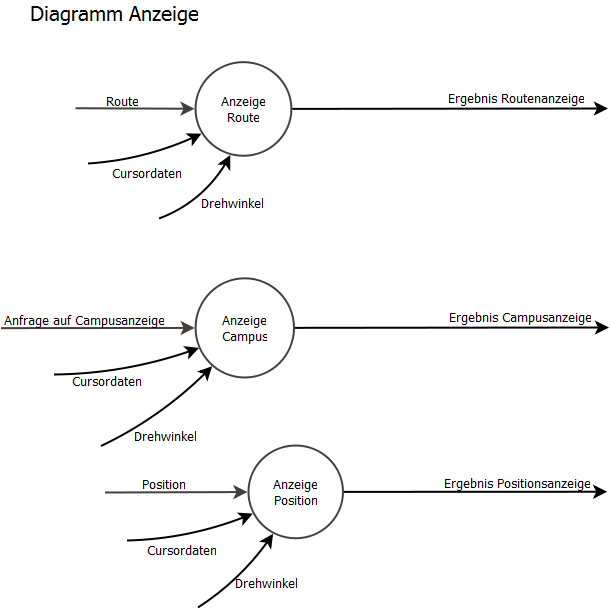 Diagramm Anzeige
Route
Anzeige
Route
Ergebnis Routenanzeige
Cursordaten
Drehwinkel
Anfrage auf Campusanzeige
Anzeige
Campus
Ergebnis Campusanzeige
Cursordaten
Drehwinkel
Position
Anzeige
Position
Ergebnis Positionsanzeige
Cursordaten
Drehwinkel